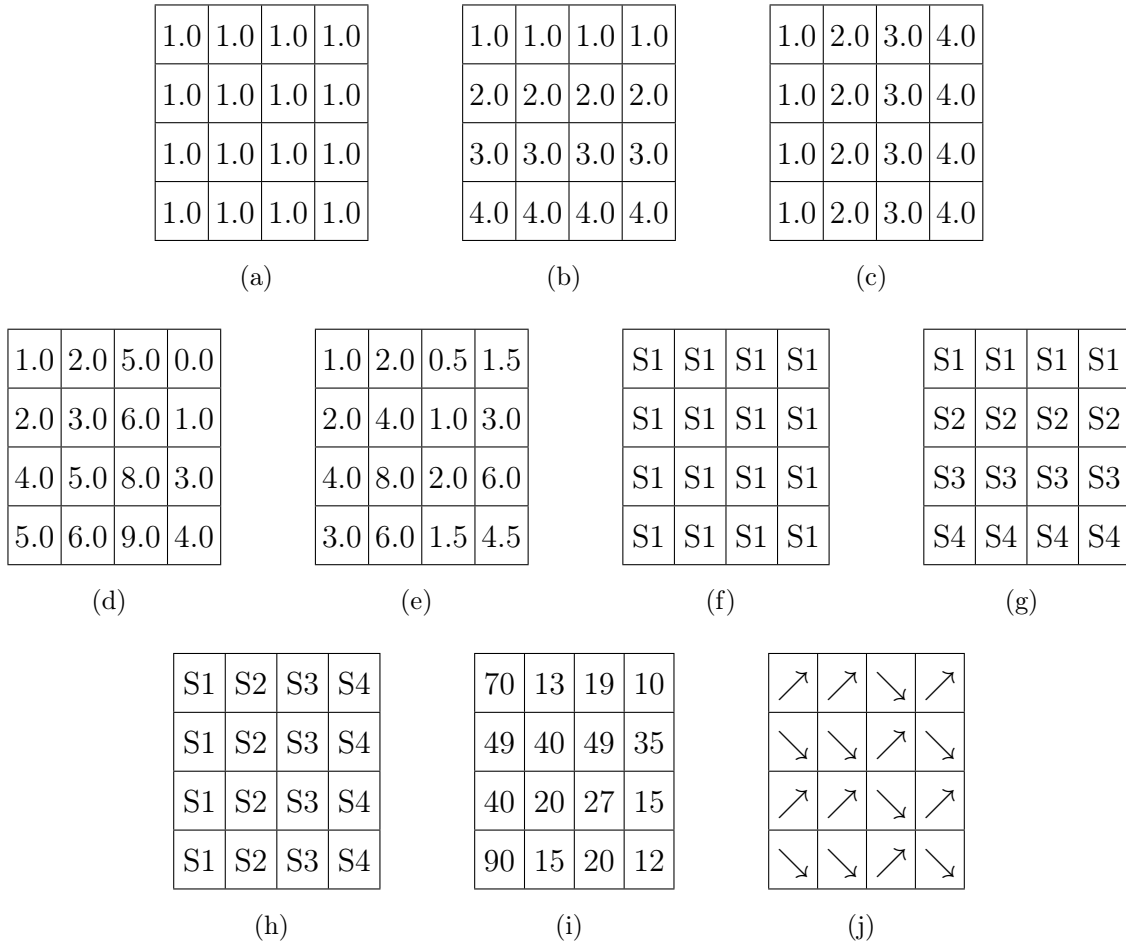 1.0 1.0 1.0 1.0 1.0 1.0 1.0 1.0 1.0 2.0 3.0 4.0
1.0 1.0 1.0 1.0 2.0 2.0 2.0 2.0 1.0 2.0 3.0 4.0
1.0 1.0 1.0 1.0 3.0 3.0 3.0 3.0 1.0 2.0 3.0 4.0
1.0 1.0 1.0 1.0 4.0 4.0 4.0 4.0 1.0 2.0 3.0 4.0
(a) (b) (c)
1.0 2.0 5.0 0.0 1.0 2.0 0.5 1.5 S1 S1 S1 S1 S1 S1 S1 S1
2.0 3.0 6.0 1.0 2.0 4.0 1.0 3.0 S1 S1 S1 S1 S2 S2 S2 S2
4.0 5.0 8.0 3.0 4.0 8.0 2.0 6.0 S1 S1 S1 S1 S3 S3 S3 S3
5.0 6.0 9.0 4.0 3.0 6.0 1.5 4.5 S1 S1 S1 S1 S4 S4 S4 S4
(d) (e) (f) (g)
S1 S2 S3 S4 70 13 19 10 ↗ ↗ ↘ ↗
S1 S2 S3 S4 49 40 49 35 ↘ ↘ ↗ ↘
S1 S2 S3 S4 40 20 27 15 ↗ ↗ ↘ ↗
S1 S2 S3 S4 90 15 20 12 ↘ ↘ ↗ ↘
(h) (i) (j)